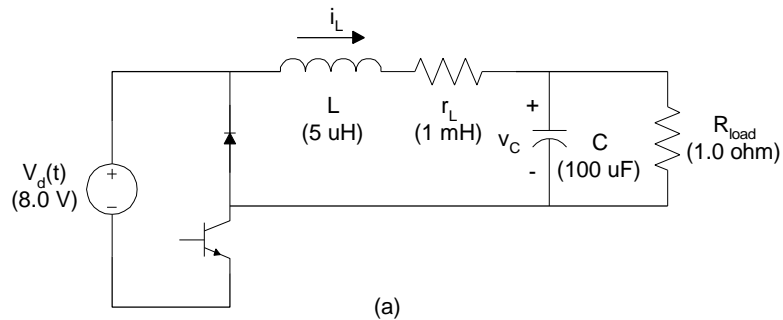 i_L
L
(5 uH)
r_L
(1 mH)
+
v_C
-
C
(100 uF)
R_load
(1.0 ohm)
V_d(t)
(8.0 V)
+
−
(a)